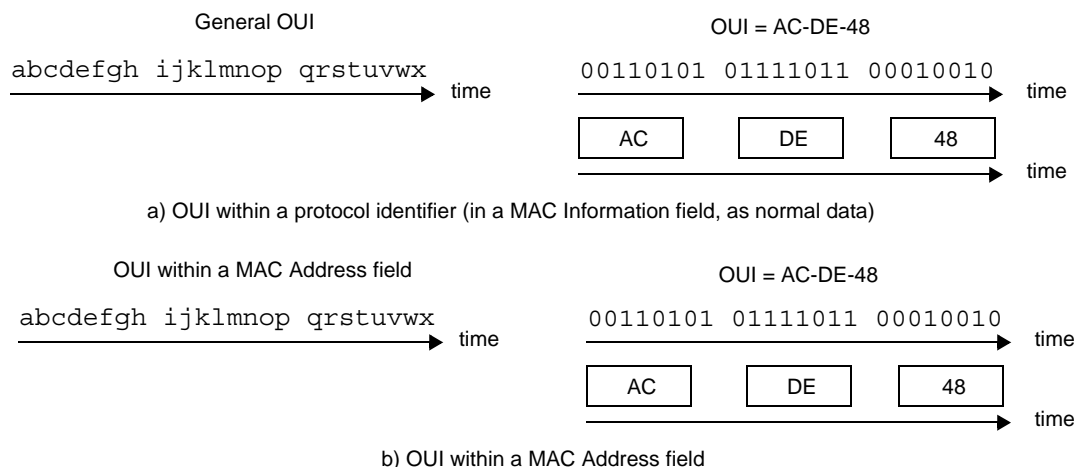 General OUI
OUI = AC-DE-48
abcdefgh ijklmnop qrstuvwx
time
00110101 01111011 00010010
time
AC
DE
48
time
a) OUI within a protocol identifier (in a MAC Information field, as normal data)
OUI within a MAC Address field
OUI = AC-DE-48
abcdefgh ijklmnop qrstuvwx
time
00110101 01111011 00010010
time
AC
DE
48
time
b) OUI within a MAC Address field